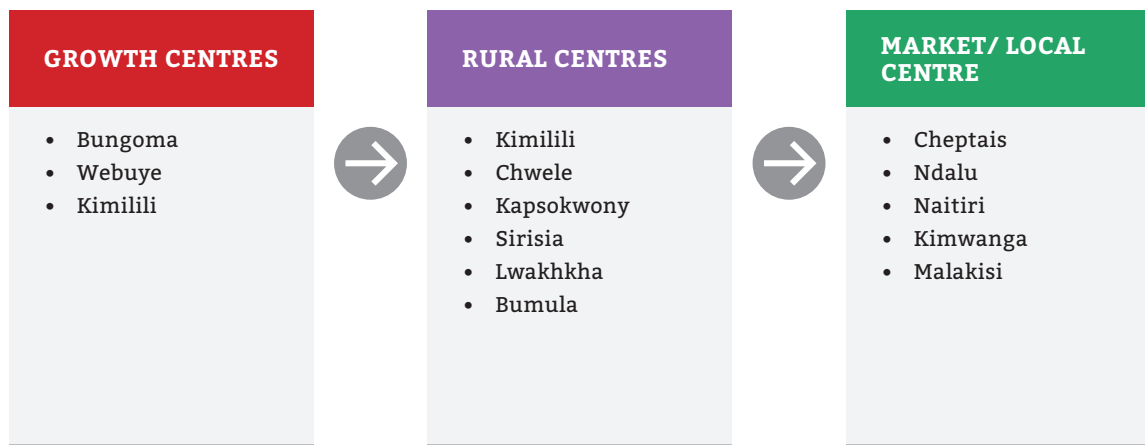 GROWTH CENTRES
• Bungoma
• Webuye
• Kimilili
RURAL CENTRES
• Kimilili
• Chwele
• Kapsokwony
• Sirisia
• Lwakhkha
• Bumula
MARKET/ LOCAL
CENTRE
• Cheptais
• Ndalu
• Naitiri
• Kimwanga
• Malakisi